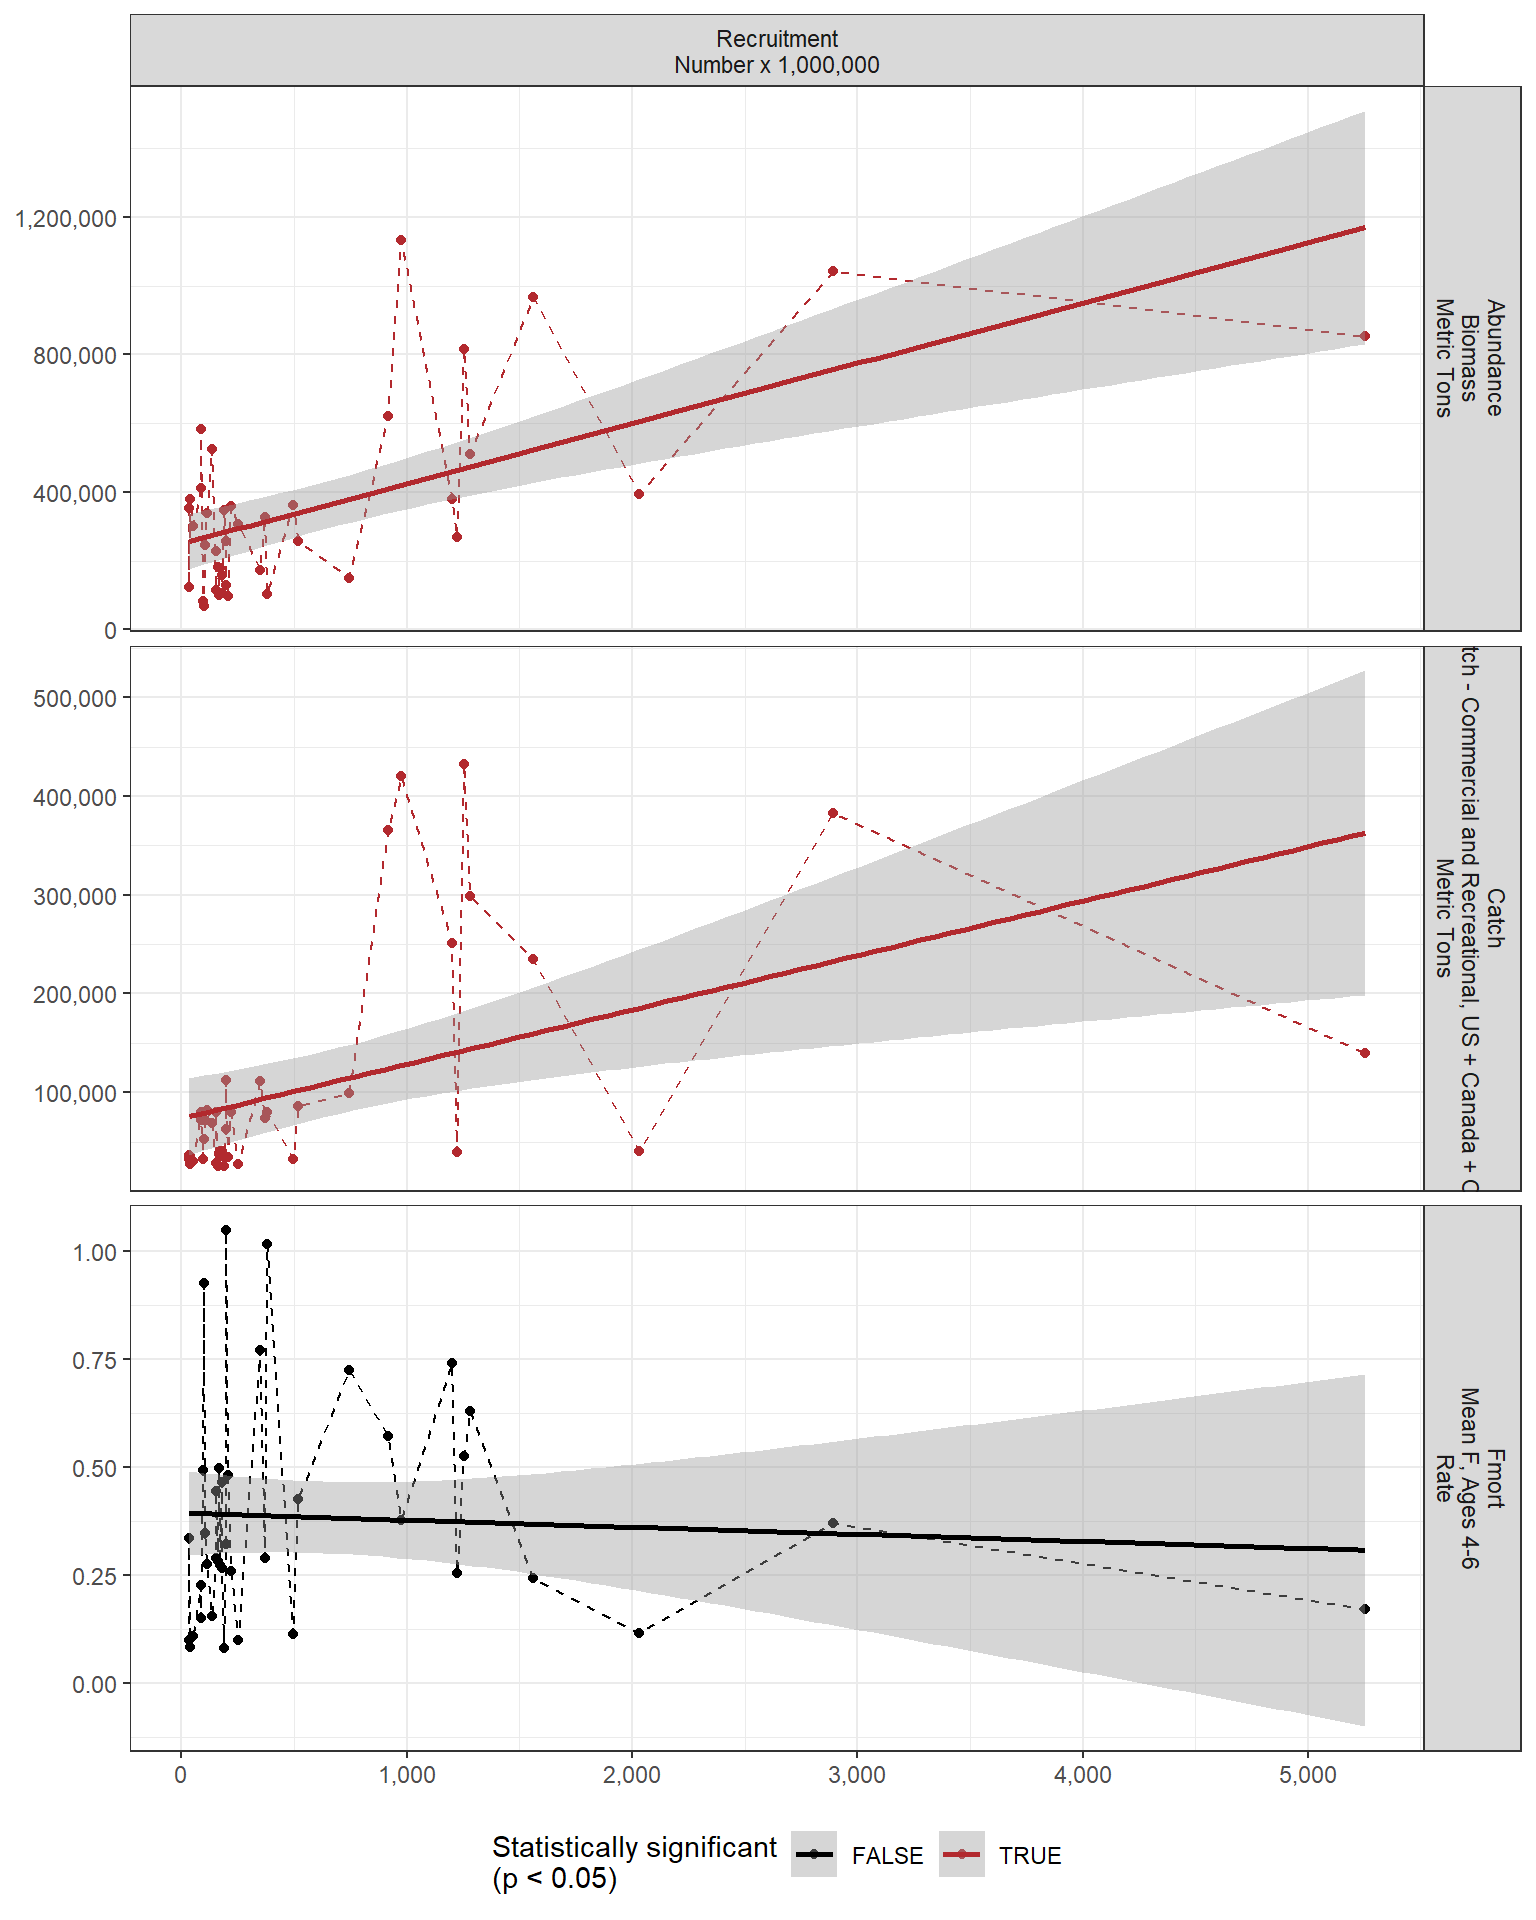 Recruitment
Number x 1,000,000
1,200,000
800,000
400,000
0
Abundance
Biomass
Metric Tons
500,000
400,000
300,000
200,000
100,000
Catch
tch - Commercial and Recreational, US + Canada +
Metric Tons
1.00
0.75
0.50
0.25
0.00
Fmort
Mean F, Ages 4-6
Rate
0
1,000
2,000
3,000
4,000
5,000
Statistically significant
(p < 0.05)
FALSE
TRUE